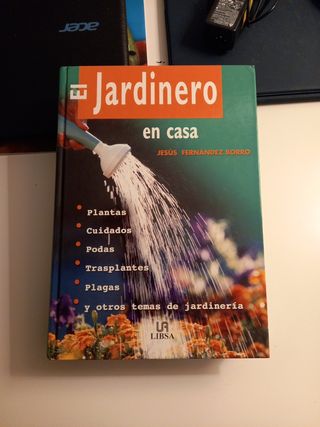 acer
El
Jardinero
en casa
JESÚS FERNÁNDEZ BORRO
• Plantas
• Cuidados
• Podas
• Trasplantes
• Plagas
• y otros temas de jardinería
LIBSA